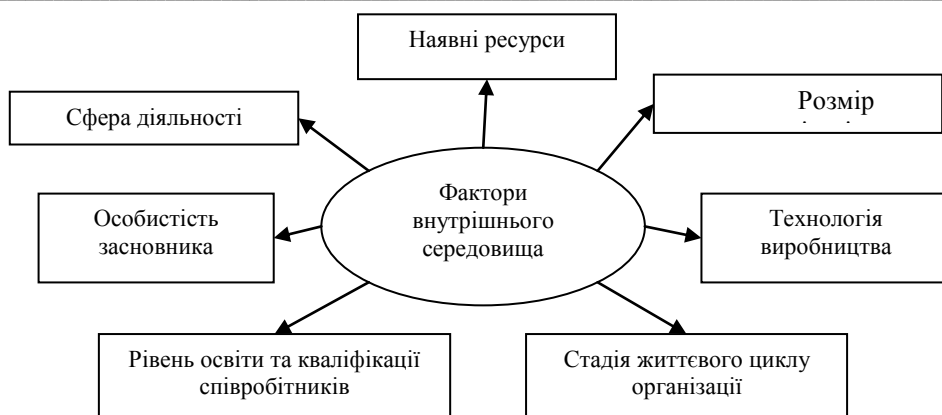 Наявні ресурси
Сфера діяльності
Розмір
Фактори
внутрішнього
середовища
Особистість
засновника
Технологія
виробництва
Рівень освіти та кваліфікації
співробітників
Стадія життєвого циклу
організації